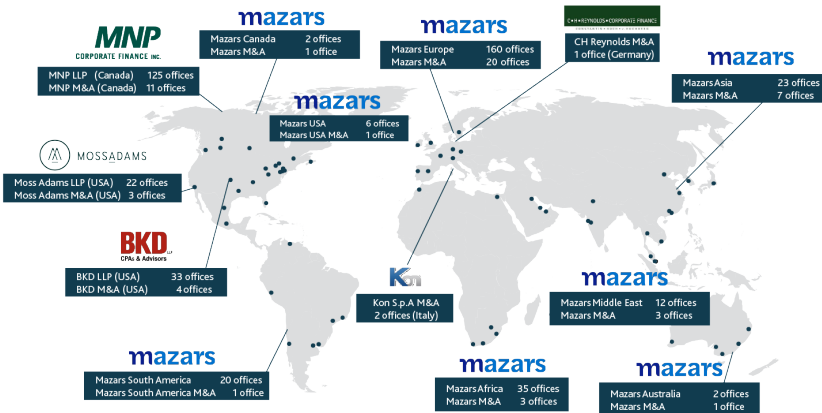 mazars
Mazars Canada 2 offices
Mazars M&A 1 office
MNP
CORPORATE FINANCE INC.
MNP LLP (Canada) 125 offices
MNP M&A (Canada) 11 offices
mazars
Mazars Europe 160 offices
Mazars M&A 20 offices
C•H•REYNOLDS•CORPORATE FINANCE
CH Reynolds M&A
1 office (Germany)
mazars
Mazars Asia 23 offices
Mazars M&A 7 offices
mazars
Mazars USA 6 offices
Mazars USA M&A 1 office
MOSSADAMS
Moss Adams LLP (USA) 22 offices
Moss Adams M&A (USA) 3 offices
BKD LLP
CPAs & Advisors
BKD LLP (USA) 33 offices
BKD M&A (USA) 4 offices
Kon
Kon S.p.A M&A
2 offices (Italy)
mazars
Mazars Middle East 12 offices
Mazars M&A 3 offices
mazars
Mazars South America 20 offices
Mazars South America M&A 1 office
mazars
Mazars Africa 35 offices
Mazars M&A 3 offices
mazars
Mazars Australia 2 offices
Mazars M&A 1 office